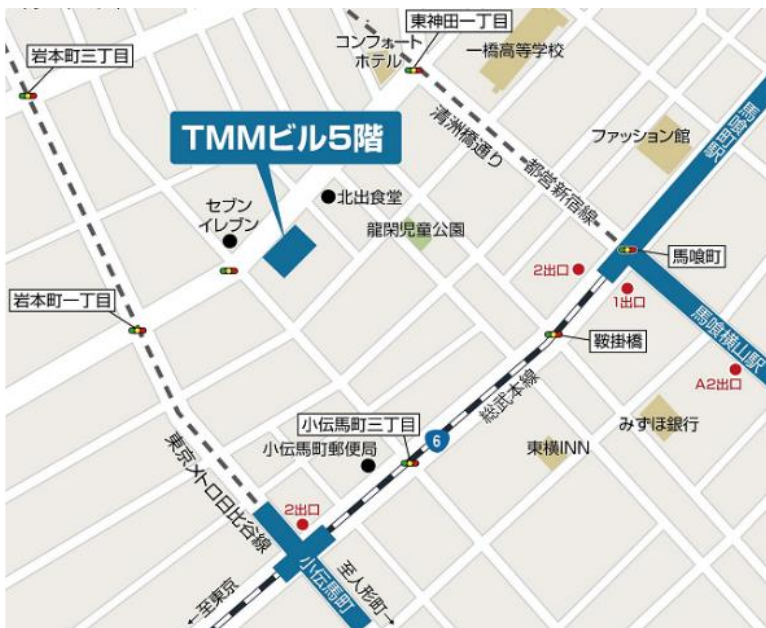 岩本町三丁目
コンフォート
ホテル
東神田一丁目
一橋高等学校
馬喰町駅
TMMビル5階
清洲橋通り
ファッション館
都営新宿線
セブン
イレブン
北出食堂
龍閑児童公園
馬喰町
2出口
1出口
岩本町一丁目
鞍掛橋
馬喰横山駅
A2出口
総武本線
小伝馬町三丁目
6
みずほ銀行
小伝馬町郵便局
東横INN
東京メトロ日比谷線
2出口
小伝馬町
←至東京
至人形町→